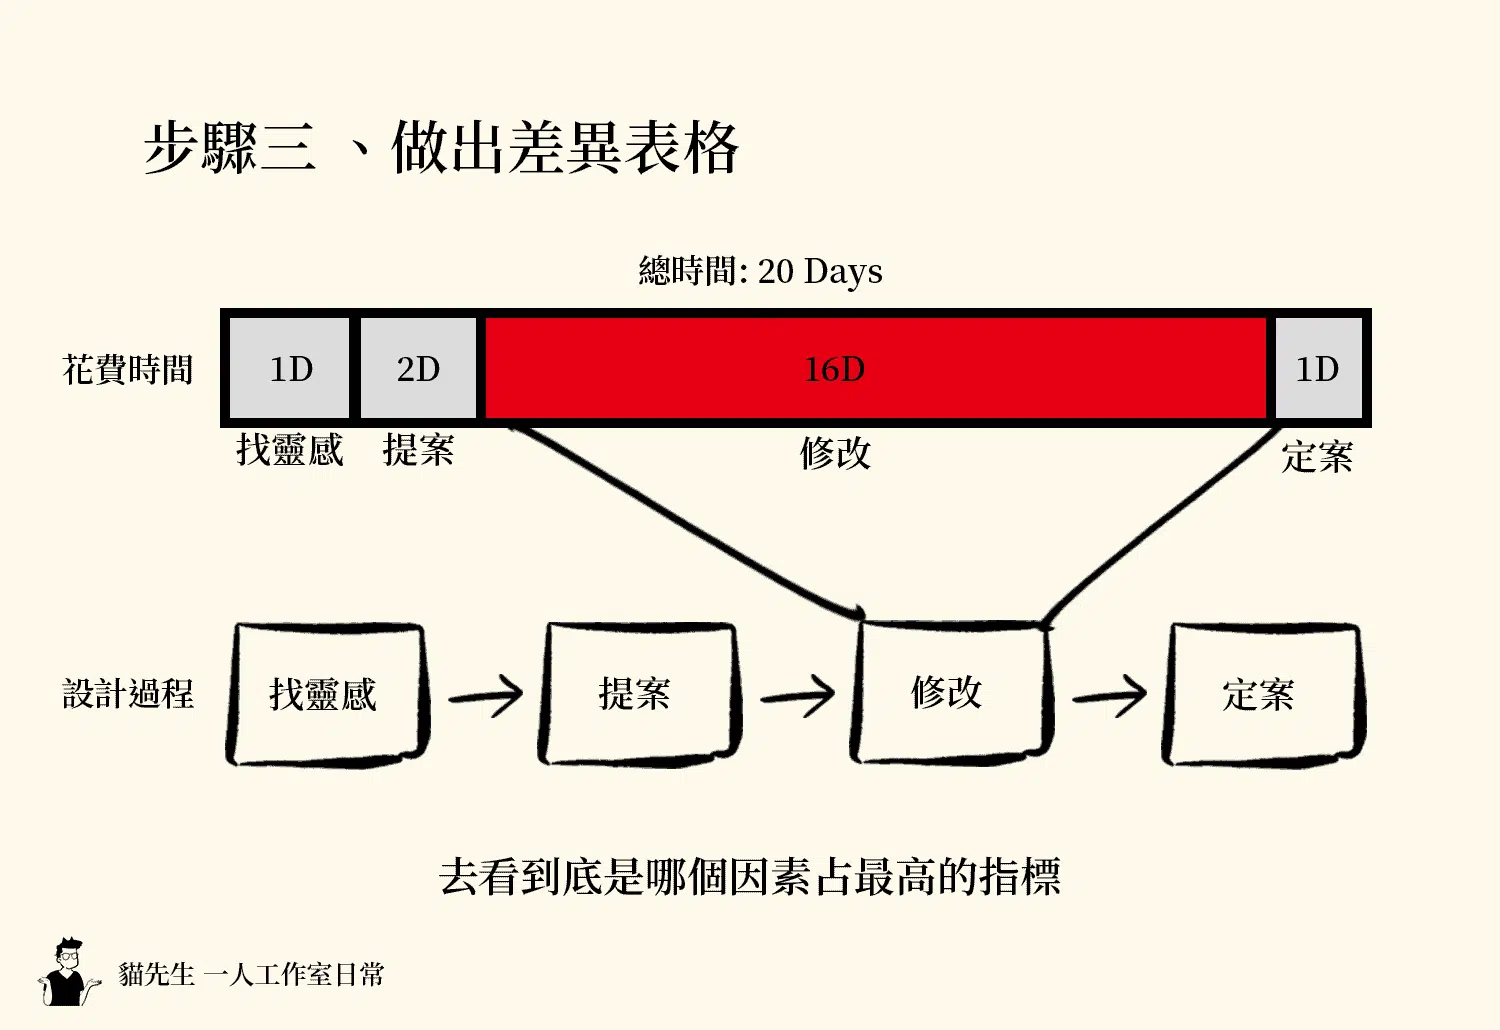 步驟三、做出差異表格
總時間: 20 Days
花費時間
1D
2D
16D
1D
找靈感
提案
修改
定案
設計過程
找靈感
提案
修改
定案
去看到底是哪個因素占最高的指標
貓先生 一人工作室日常